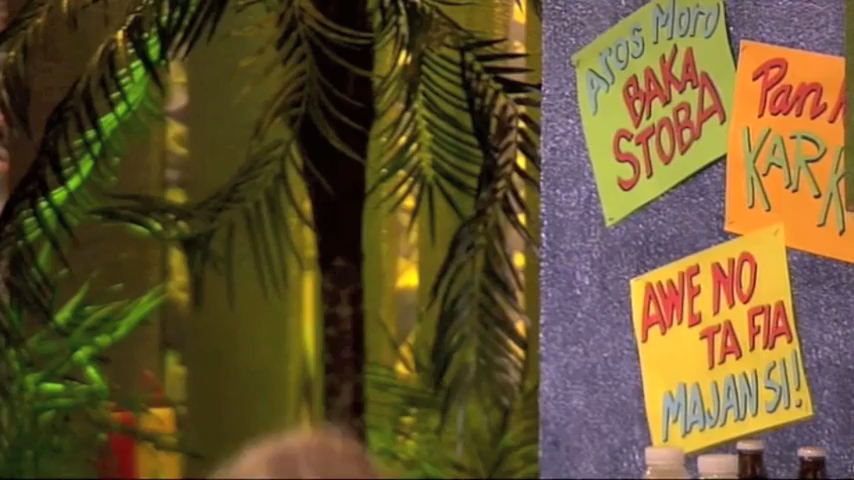 Aros Moro
BAKA
STOBA
Pan
KARK
AWE NO
TA FIA
MAJAN SI!